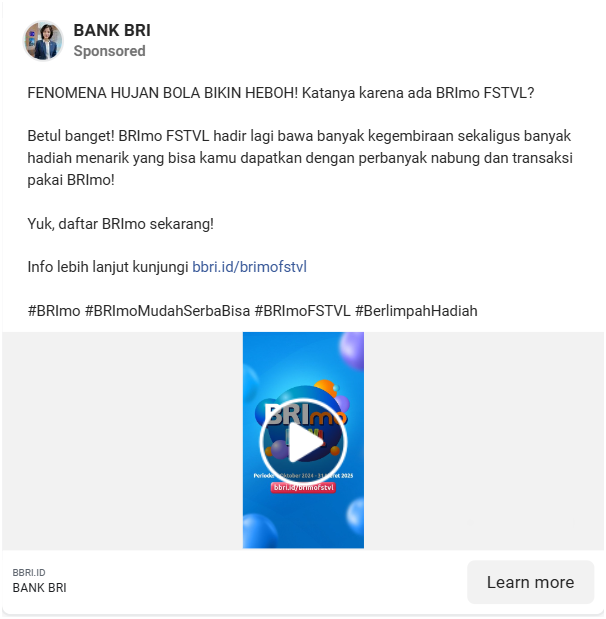 BANK BRI
Sponsored
FENOMENA HUJAN BOLA BIKIN HEBOH! Katanya karena ada BRImo FSTVL?
Betul banget! BRImo FSTVL hadir lagi bawa banyak kegembiraan sekaligus banyak
hadiah menarik yang bisa kamu dapatkan dengan perbanyak nabung dan transaksi
pakai BRImo!
Yuk, daftar BRImo sekarang!
Info lebih lanjut kunjungi bbri.id/brimofstvl
#BRImo #BRImoMudahSerbaBisa #BRImoFSTVL #BerlimpahHadiah
BRImo
Periode Oktober 2024 - 31 2025
bbri.id/brimofstvl
BBRI.ID
BANK BRI
Learn more